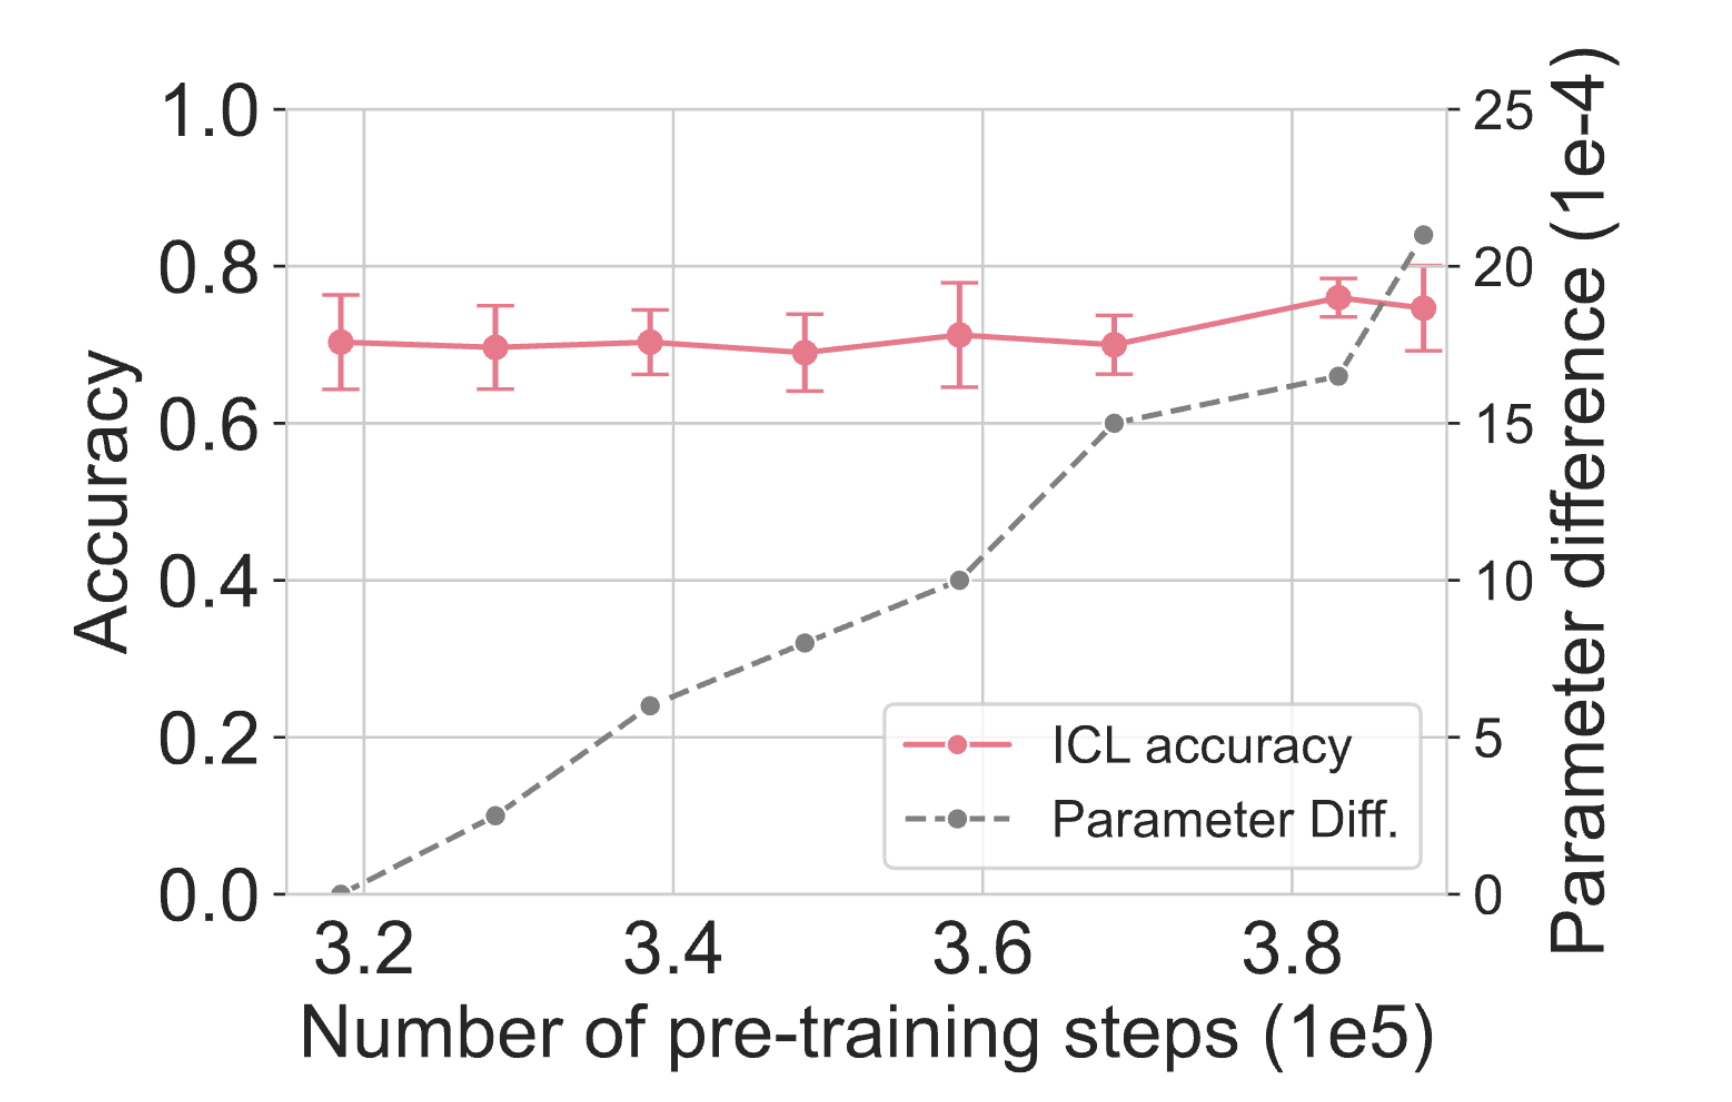 1.0
0.8
0.6
0.4
0.2
0.0
Accuracy
25
20
15
10
5
0
Parameter difference (1e-4)
ICL accuracy
Parameter Diff.
3.2 3.4 3.6 3.8
Number of pre-training steps (1e5)